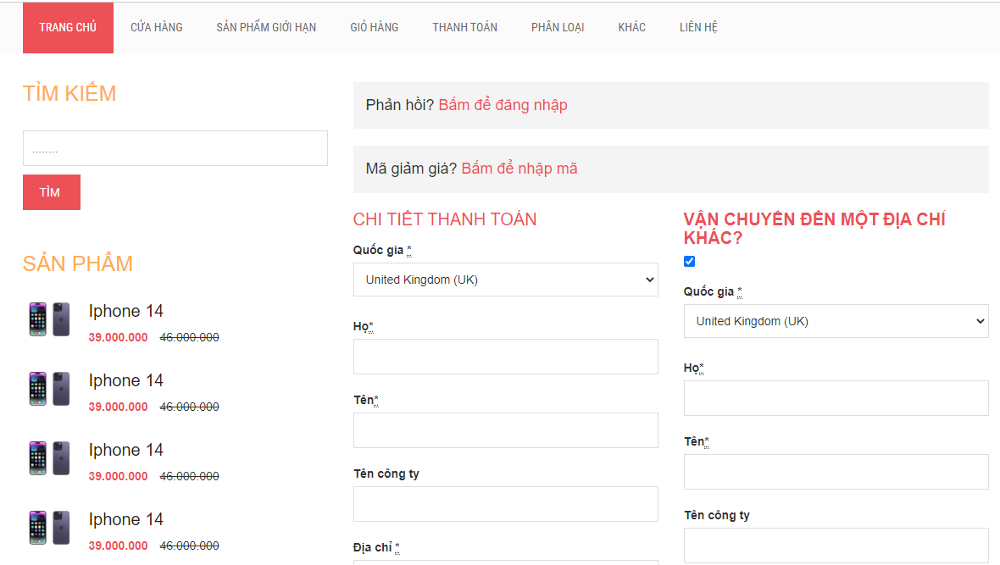 TRANG CHỦ CỬA HÀNG SẢN PHẨM GIỚI HẠN GIỎ HÀNG THANH TOÁN PHÂN LOẠI KHÁC LIÊN HỆ
TÌM KIẾM
........
TÌM
SẢN PHẨM
Iphone 14
39.000.000 46.000.000
Iphone 14
39.000.000 46.000.000
Iphone 14
39.000.000 46.000.000
Iphone 14
39.000.000 46.000.000
Phản hồi? Bấm để đăng nhập
Mã giảm giá? Bấm để nhập mã
CHI TIẾT THANH TOÁN
Quốc gia *
United Kingdom (UK)
Họ*
Tên*
Tên công ty
Địa chỉ *
VẬN CHUYỂN ĐẾN MỘT ĐỊA CHỈ
KHÁC?
Quốc gia *
United Kingdom (UK)
Họ*
Tên*
Tên công ty